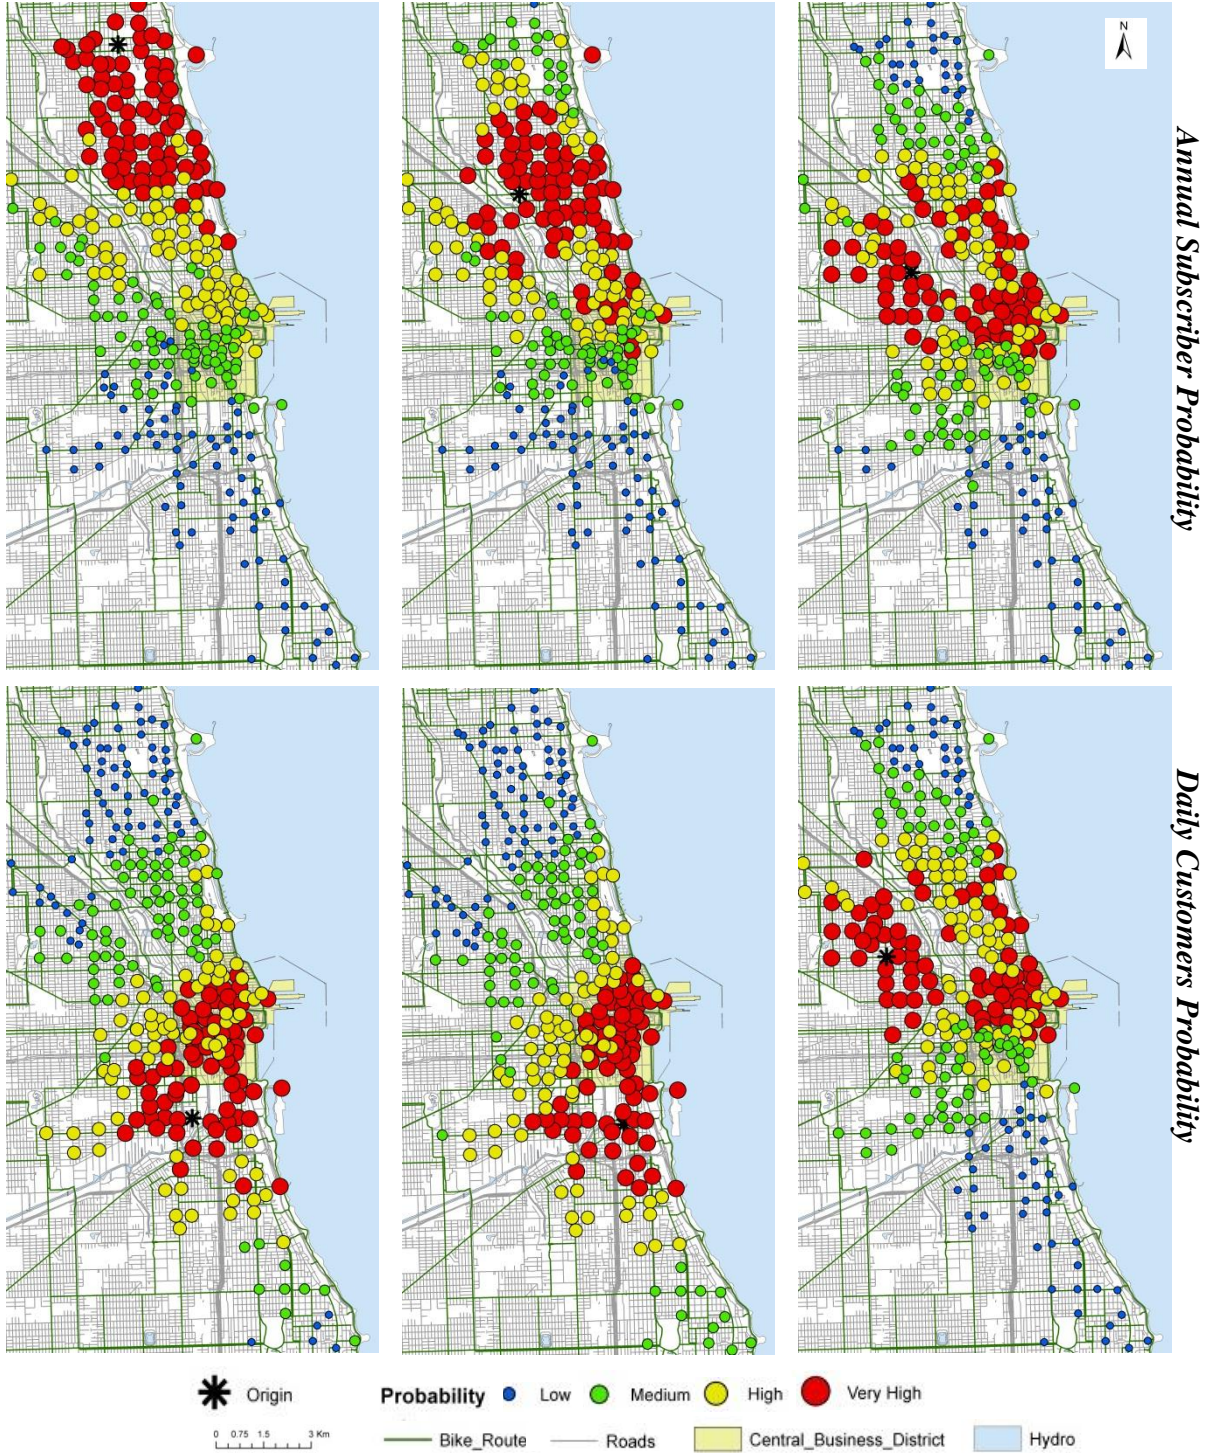 N
Annual Subscriber Probability
Daily Customers Probability
Origin
Probability Low Medium High Very High
0 0.75 1.5 3 Km
Bike_Route Roads Central_Business_District Hydro